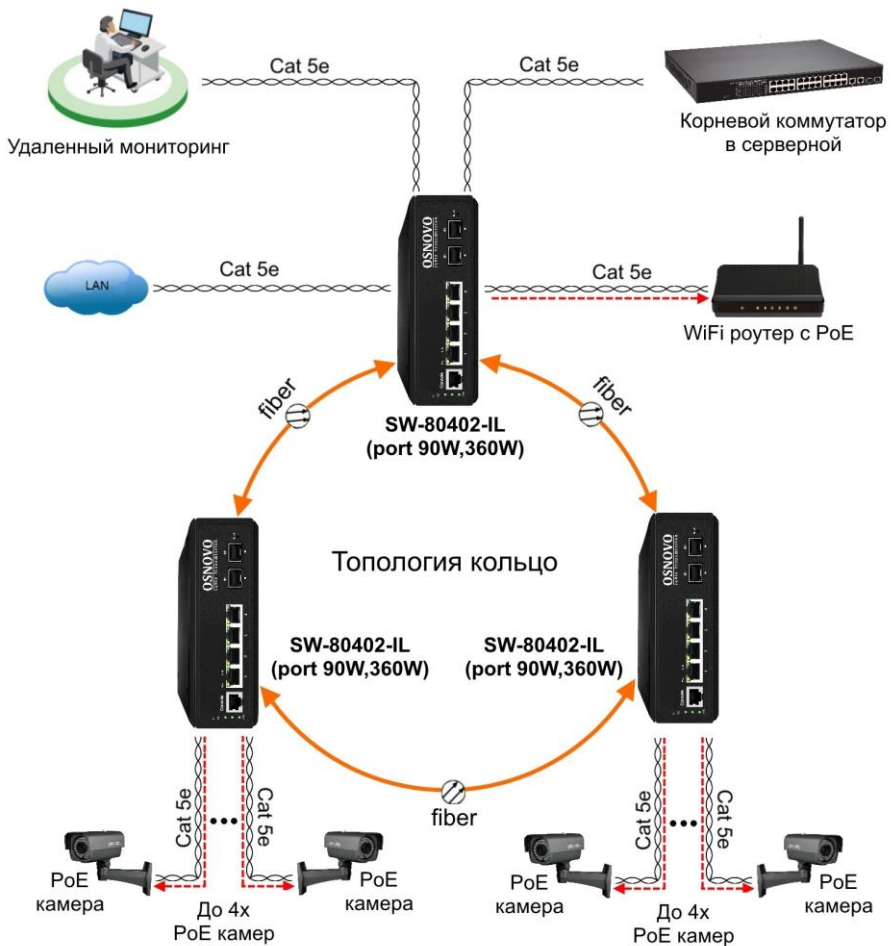 Cat 5e
Cat 5e
Удаленный мониторинг
Корневой коммутатор
в серверной
OSNOVO
LAN
Cat 5e
Cat 5e
WiFi роутер с PoE
Console
fiber
fiber
SW-80402-IL
(port 90W,360W)
OSNOVO
OSNOVO
Топология кольцо
SW-80402-IL
(port 90W,360W)
SW-80402-IL
(port 90W,360W)
Console
Console
fiber
Cat 5e
Cat 5e
Cat 5e
Cat 5e
PoE
камера
PoE
камера
PoE
камера
PoE
камера
До 4х
PoE камер
До 4х
PoE камер